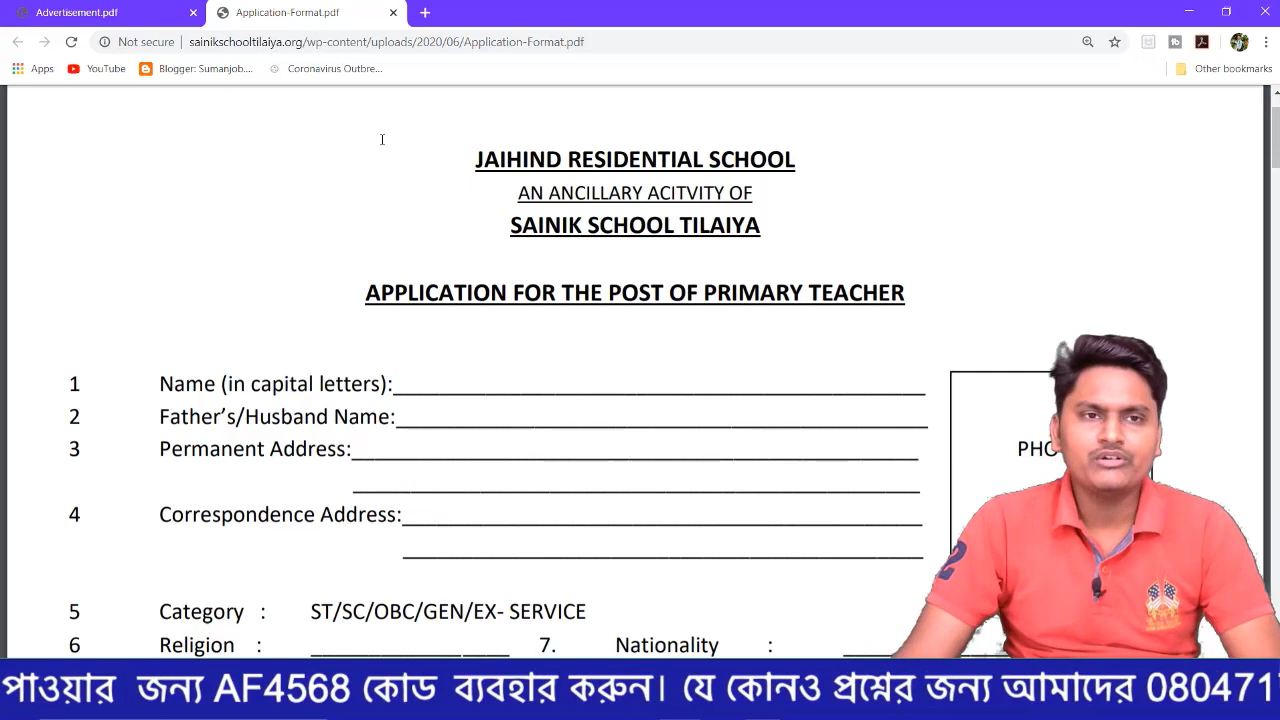 Advertisement.pdf
Application-Format.pdf
Not secure | sainikschooltilaiya.org/wp-content/uploads/2020/06/Application-Format.pdf
Apps YouTube Blogger: Sumanjob.... Coronavirus Outbre... Other bookmarks
JAIHIND RESIDENTIAL SCHOOL
AN ANCILLARY ACITVITY OF
SAINIK SCHOOL TILAIYA
APPLICATION FOR THE POST OF PRIMARY TEACHER
1 Name (in capital letters):
2 Father's/Husband Name:
3 Permanent Address:
4 Correspondence Address:
5 Category : ST/SC/OBC/GEN/EX- SERVICE
6 Religion : 7. Nationality :
পাওয়ার জন্য AF4568 কোড ব্যবহার করুন। যে কোনও প্রশ্নের জন্য আমাদের